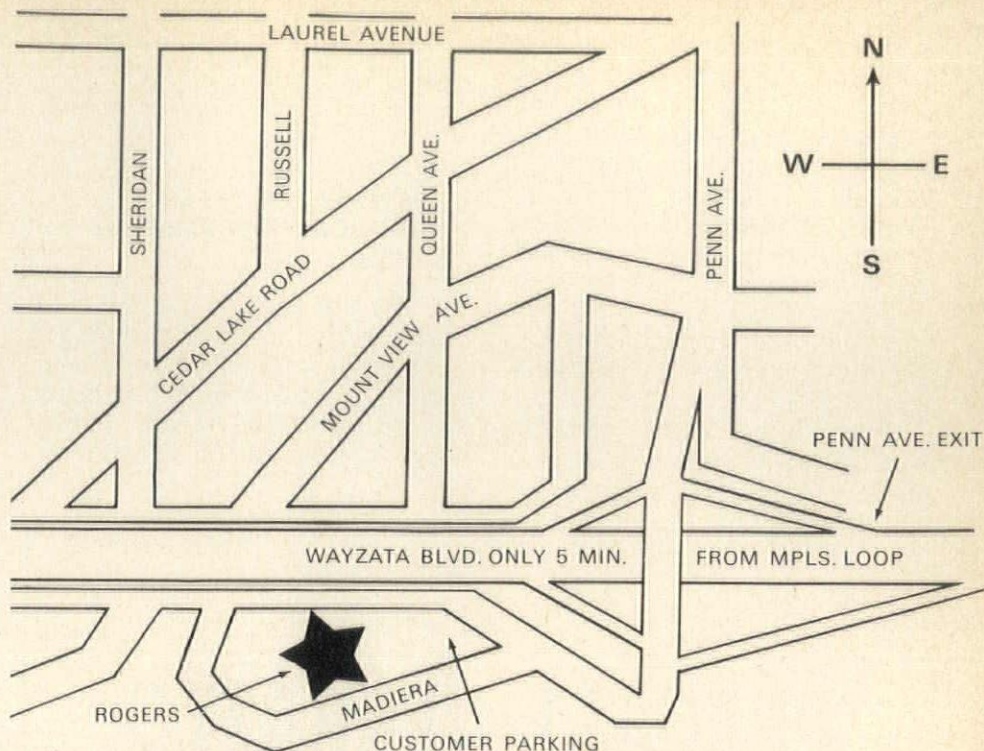 LAUREL AVENUE
N
W
E
S
SHERIDAN
RUSSELL
QUEEN AVE.
PENN AVE.
CEDAR LAKE ROAD
MOUNT VIEW AVE.
PENN AVE. EXIT
WAYZATA BLVD. ONLY 5 MIN. FROM MPLS. LOOP
ROGERS
MADIERA
CUSTOMER PARKING